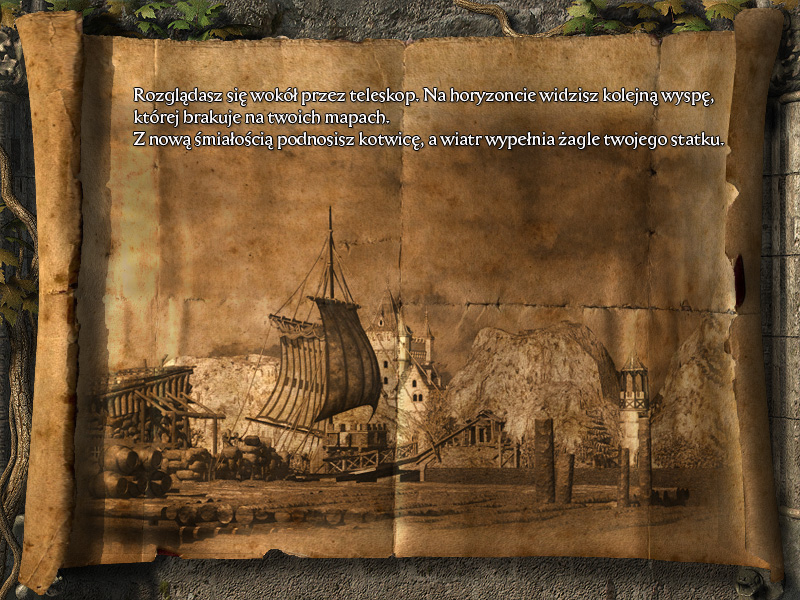 Rozglądasz się wokół przez teleskop. Na horyzoncie widzisz kolejną wyspę,
której brakuje na twoich mapach.
Z nową śmiałością podnosisz kotwicę, a wiatr wypełnia żagle twojego statku.